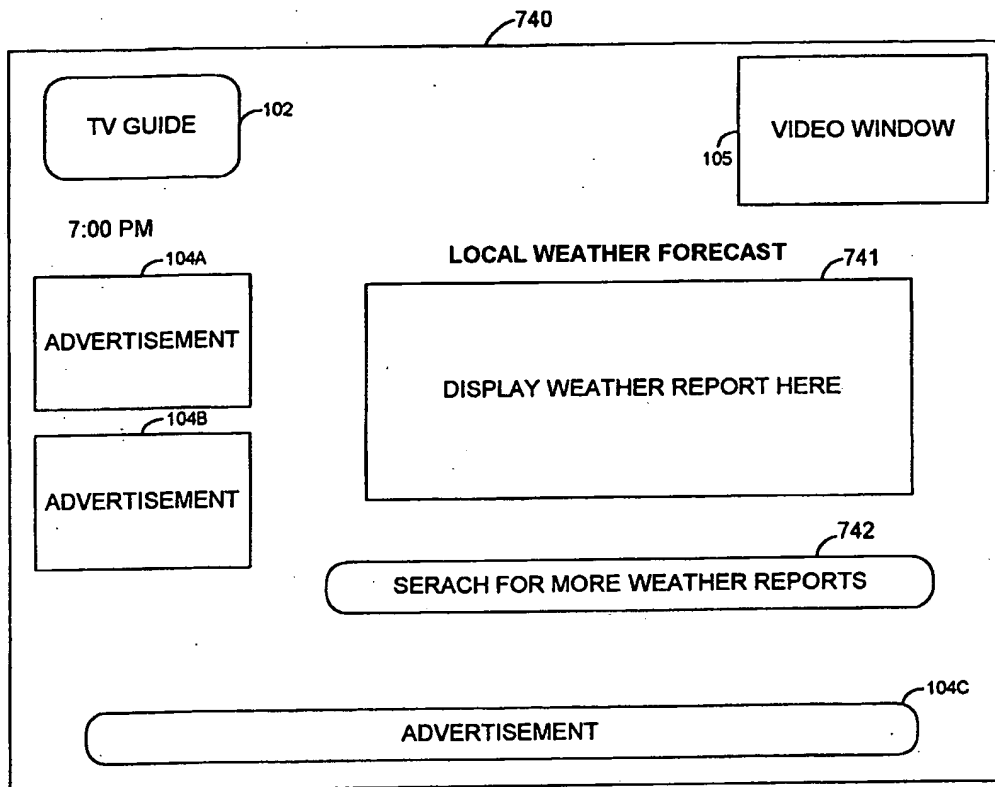 740
TV GUIDE
102
VIDEO WINDOW
105
7:00 PM
LOCAL WEATHER FORECAST
104A
741
ADVERTISEMENT
DISPLAY WEATHER REPORT HERE
104B
ADVERTISEMENT
742
SERACH FOR MORE WEATHER REPORTS
104C
ADVERTISEMENT